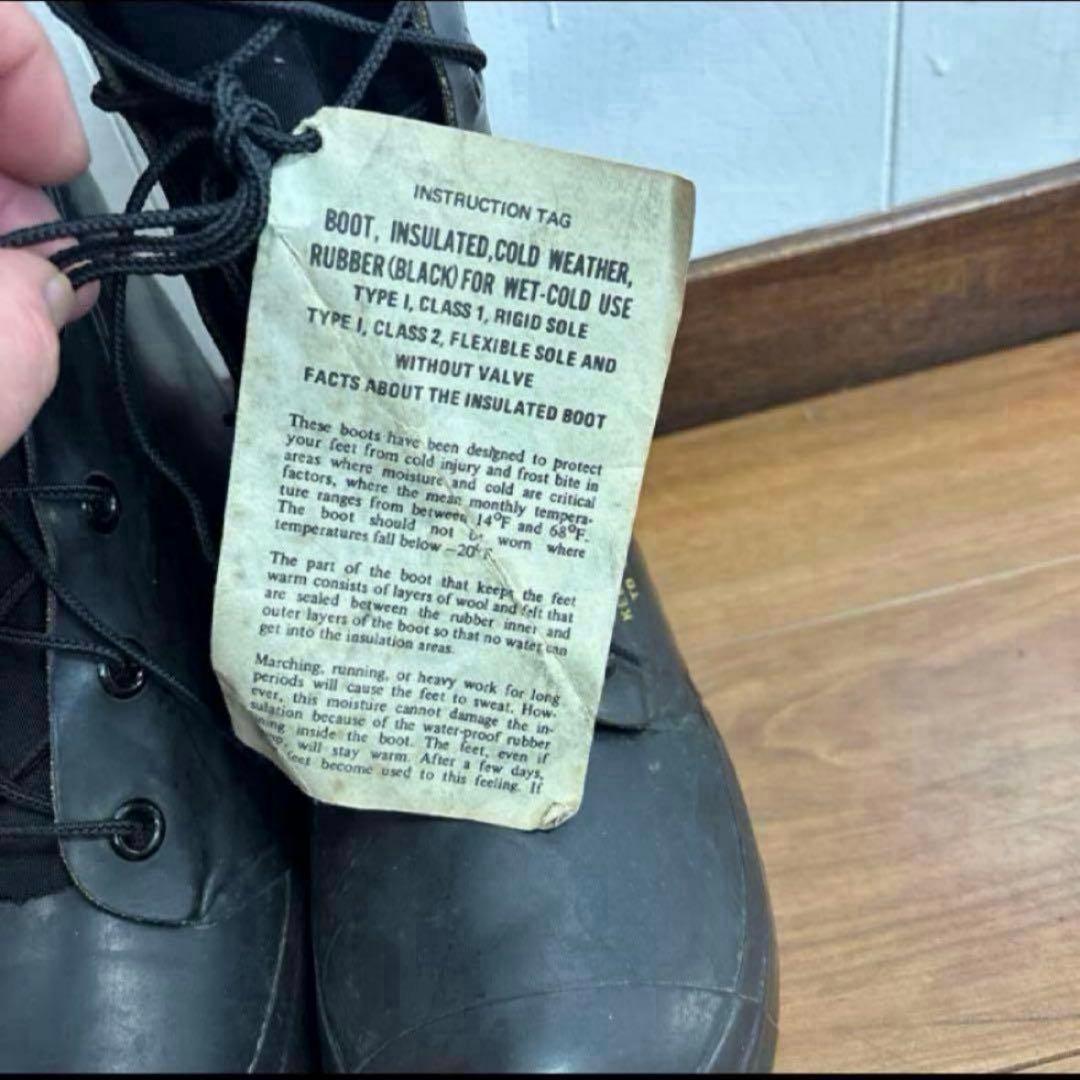 INSTRUCTION TAG
BOOT, INSULATED, COLD WEATHER,
RUBBER (BLACK) FOR WET-COLD USE
TYPE I, CLASS 1, RIGID SOLE
TYPE I, CLASS 2, FLEXIBLE SOLE AND
WITHOUT VALVE
FACTS ABOUT THE INSULATED BOOT
These boots have been designed to protect
your feet from cold injury and frost bite in
areas where moisture and cold are critical
factors, where the mean monthly tempera-
ture ranges from between 14°F and 68°F.
The boot should not worn where
temperatures fall below -20°F.
The part of the boot that keeps the feet
warm consists of layers of wool and felt that
are sealed between the rubber inner and
outer layers of the boot so that no water can
get into the insulation areas.
Marching, running, or heavy work for long
periods will cause the feet to sweat. How-
ever, this moisture cannot damage the in-
sulation because of the water-proof rubber
inside the boot. The feet, even if
will stay warm. After a few days,
feet become used to this feeling. If